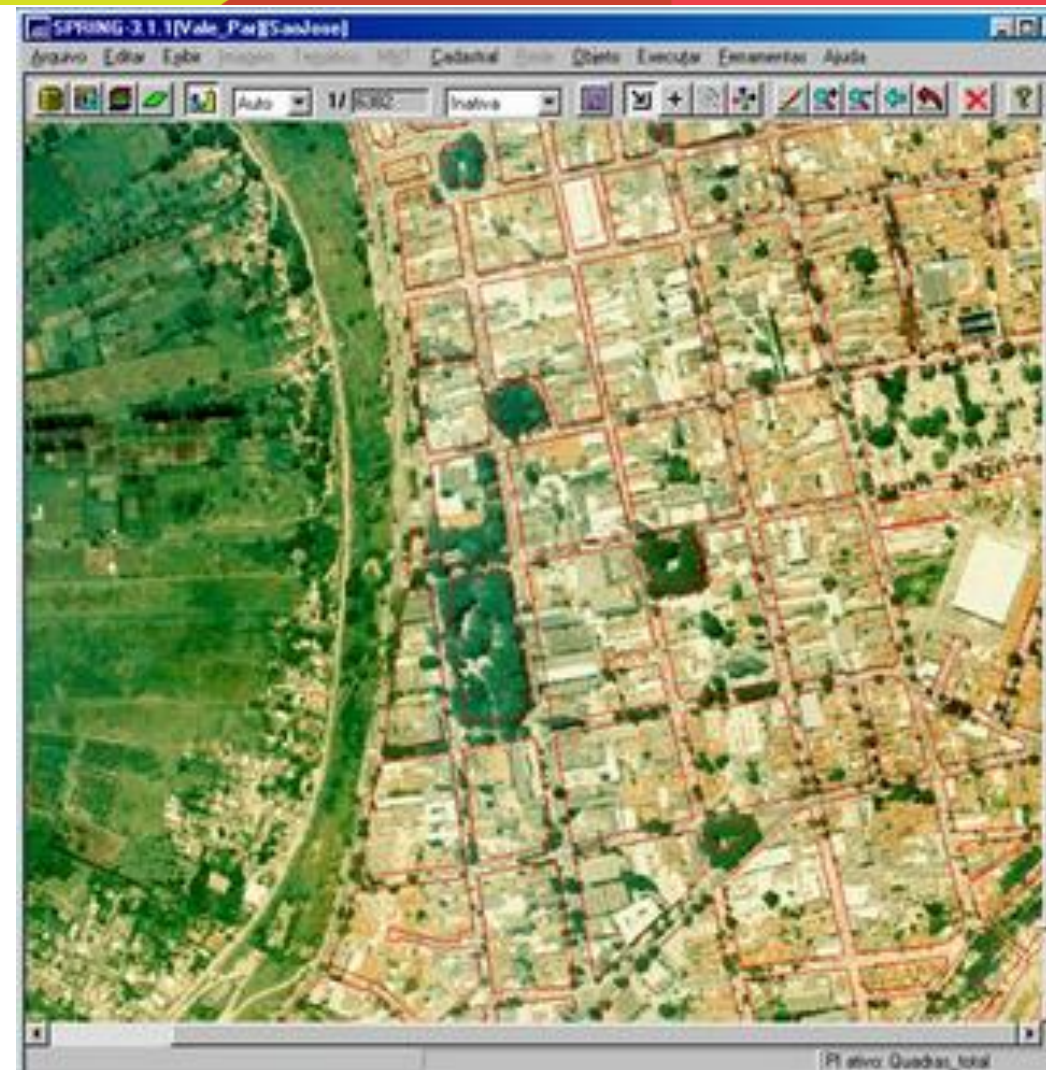 SPRING-3.1.1[Vale_Par][SaoJose]
Arquivo Editar Exibir Imagem Temático MNT Cadastral Rede Objeto Executar Ferramentas Ajuda
Auto 1/ 6382 Inativa
PI ativo: Quadras_total